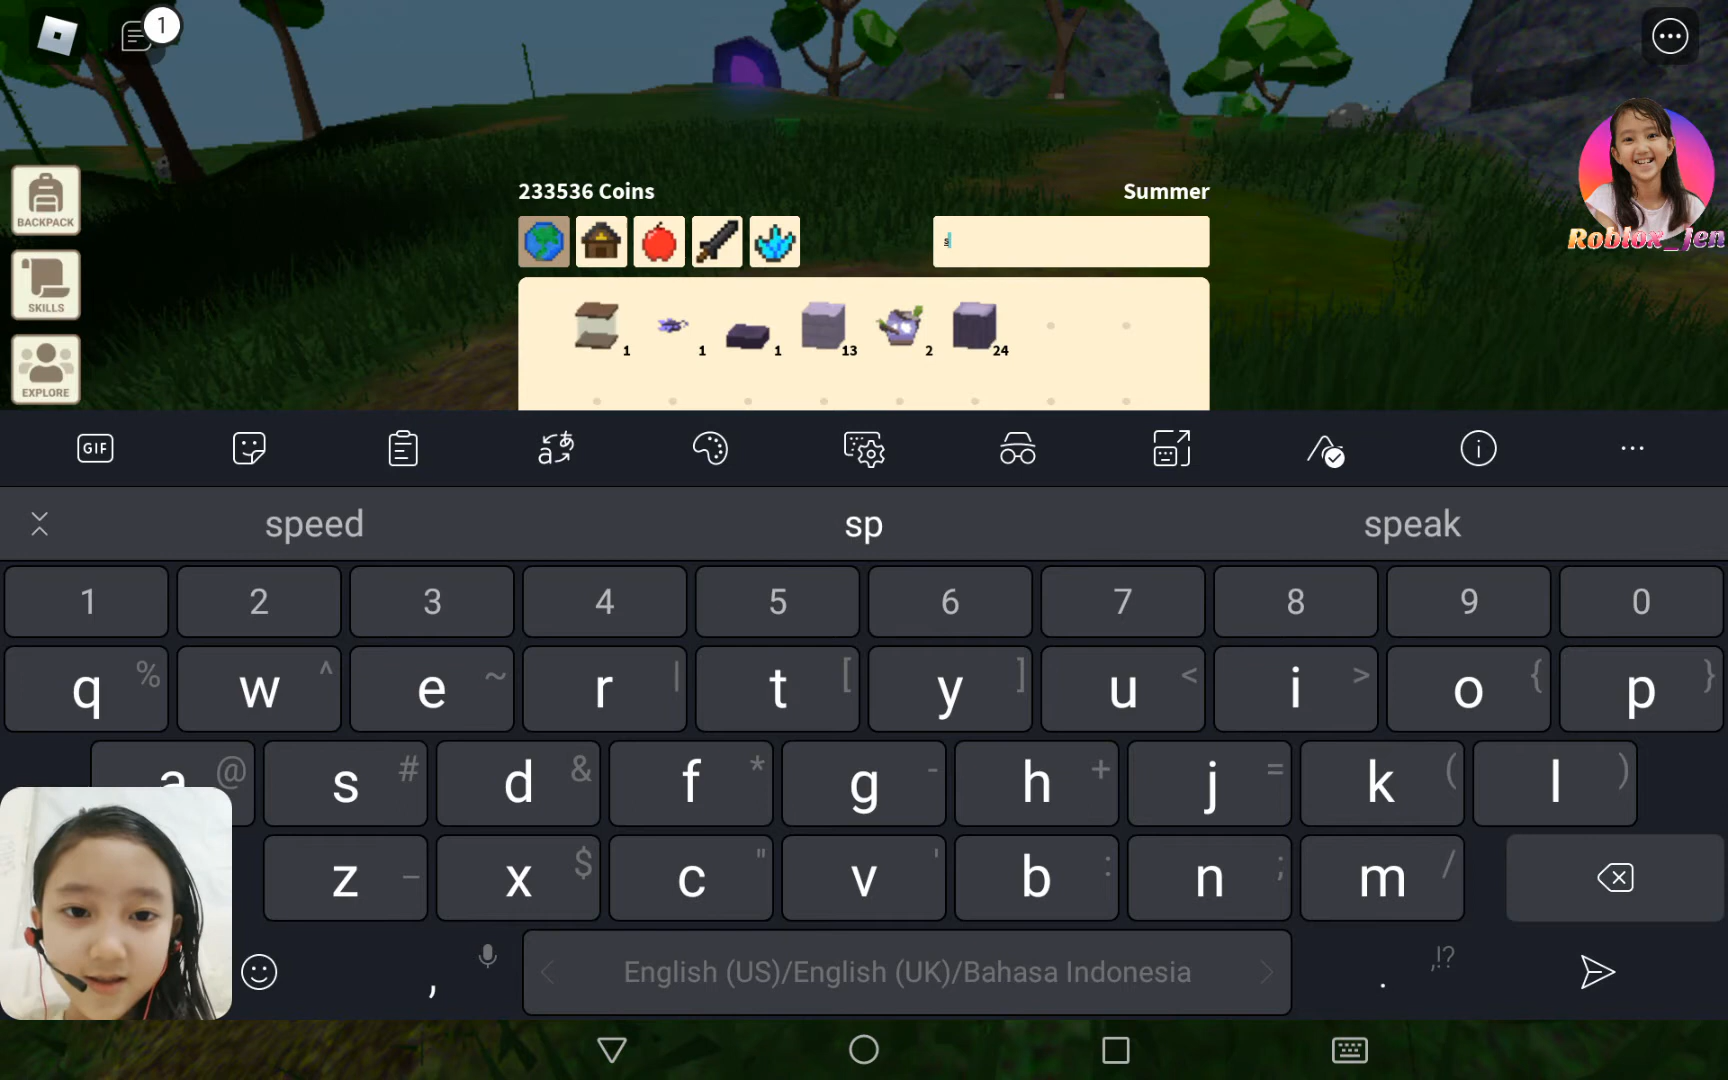 1
BACKPACK
SKILLS
EXPLORE
233536 Coins
Summer
Roblox_Jen
1 1 1 13 2 24
GIF
speed sp speak
1 2 3 4 5 6 7 8 9 0
q % w ^ e ~ r | t [ y ] u < i > o { p }
a @ s # d & f * g - h + j = k ( l )
z _ x $ c " v ' b : n ; m /
, English (US)/English (UK)/Bahasa Indonesia . ,!?